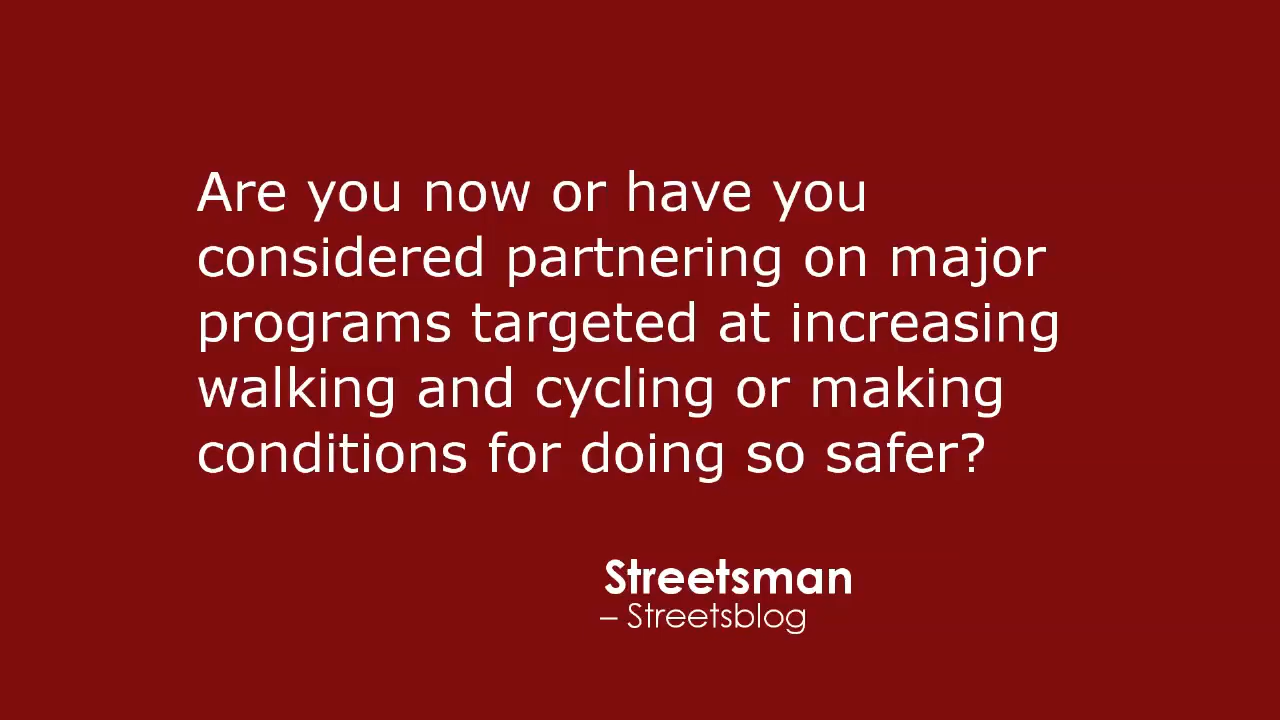 Are you now or have you
considered partnering on major
programs targeted at increasing
walking and cycling or making
conditions for doing so safer?
Streetsman
– Streetsblog